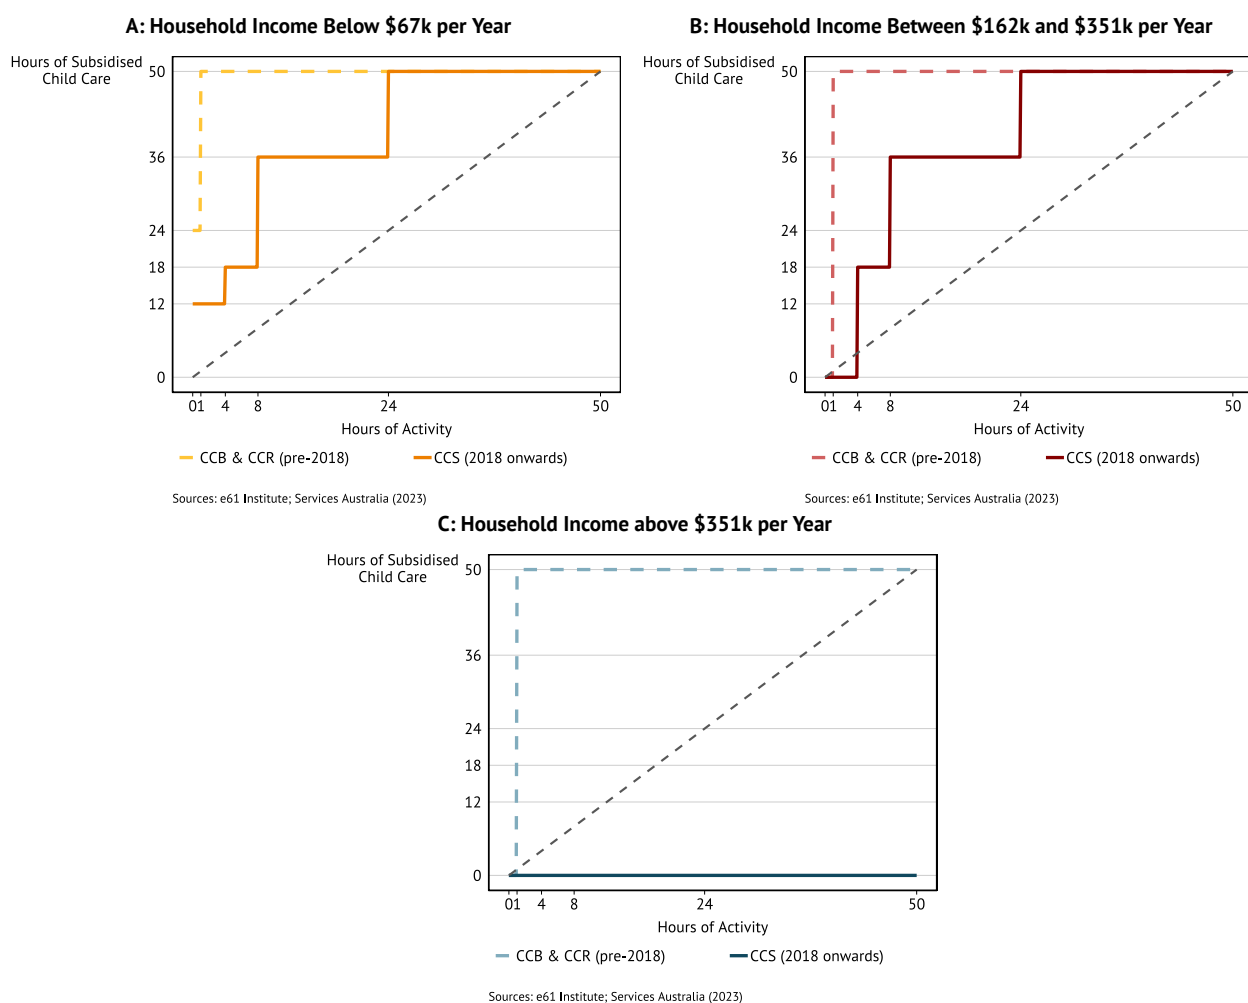 A: Household Income Below $67k per Year
Hours of Subsidised
Child Care
50
36
24
18
12
0
0 1 4 8 24 50
Hours of Activity
CCB & CCR (pre-2018) CCS (2018 onwards)
Sources: e61 Institute; Services Australia (2023)
B: Household Income Between $162k and $351k per Year
Hours of Subsidised
Child Care
50
36
24
18
12
0
0 1 4 8 24 50
Hours of Activity
CCB & CCR (pre-2018) CCS (2018 onwards)
Sources: e61 Institute; Services Australia (2023)
C: Household Income above $351k per Year
Hours of Subsidised
Child Care
50
36
24
18
12
0
0 1 4 8 24 50
Hours of Activity
CCB & CCR (pre-2018) CCS (2018 onwards)
Sources: e61 Institute; Services Australia (2023)